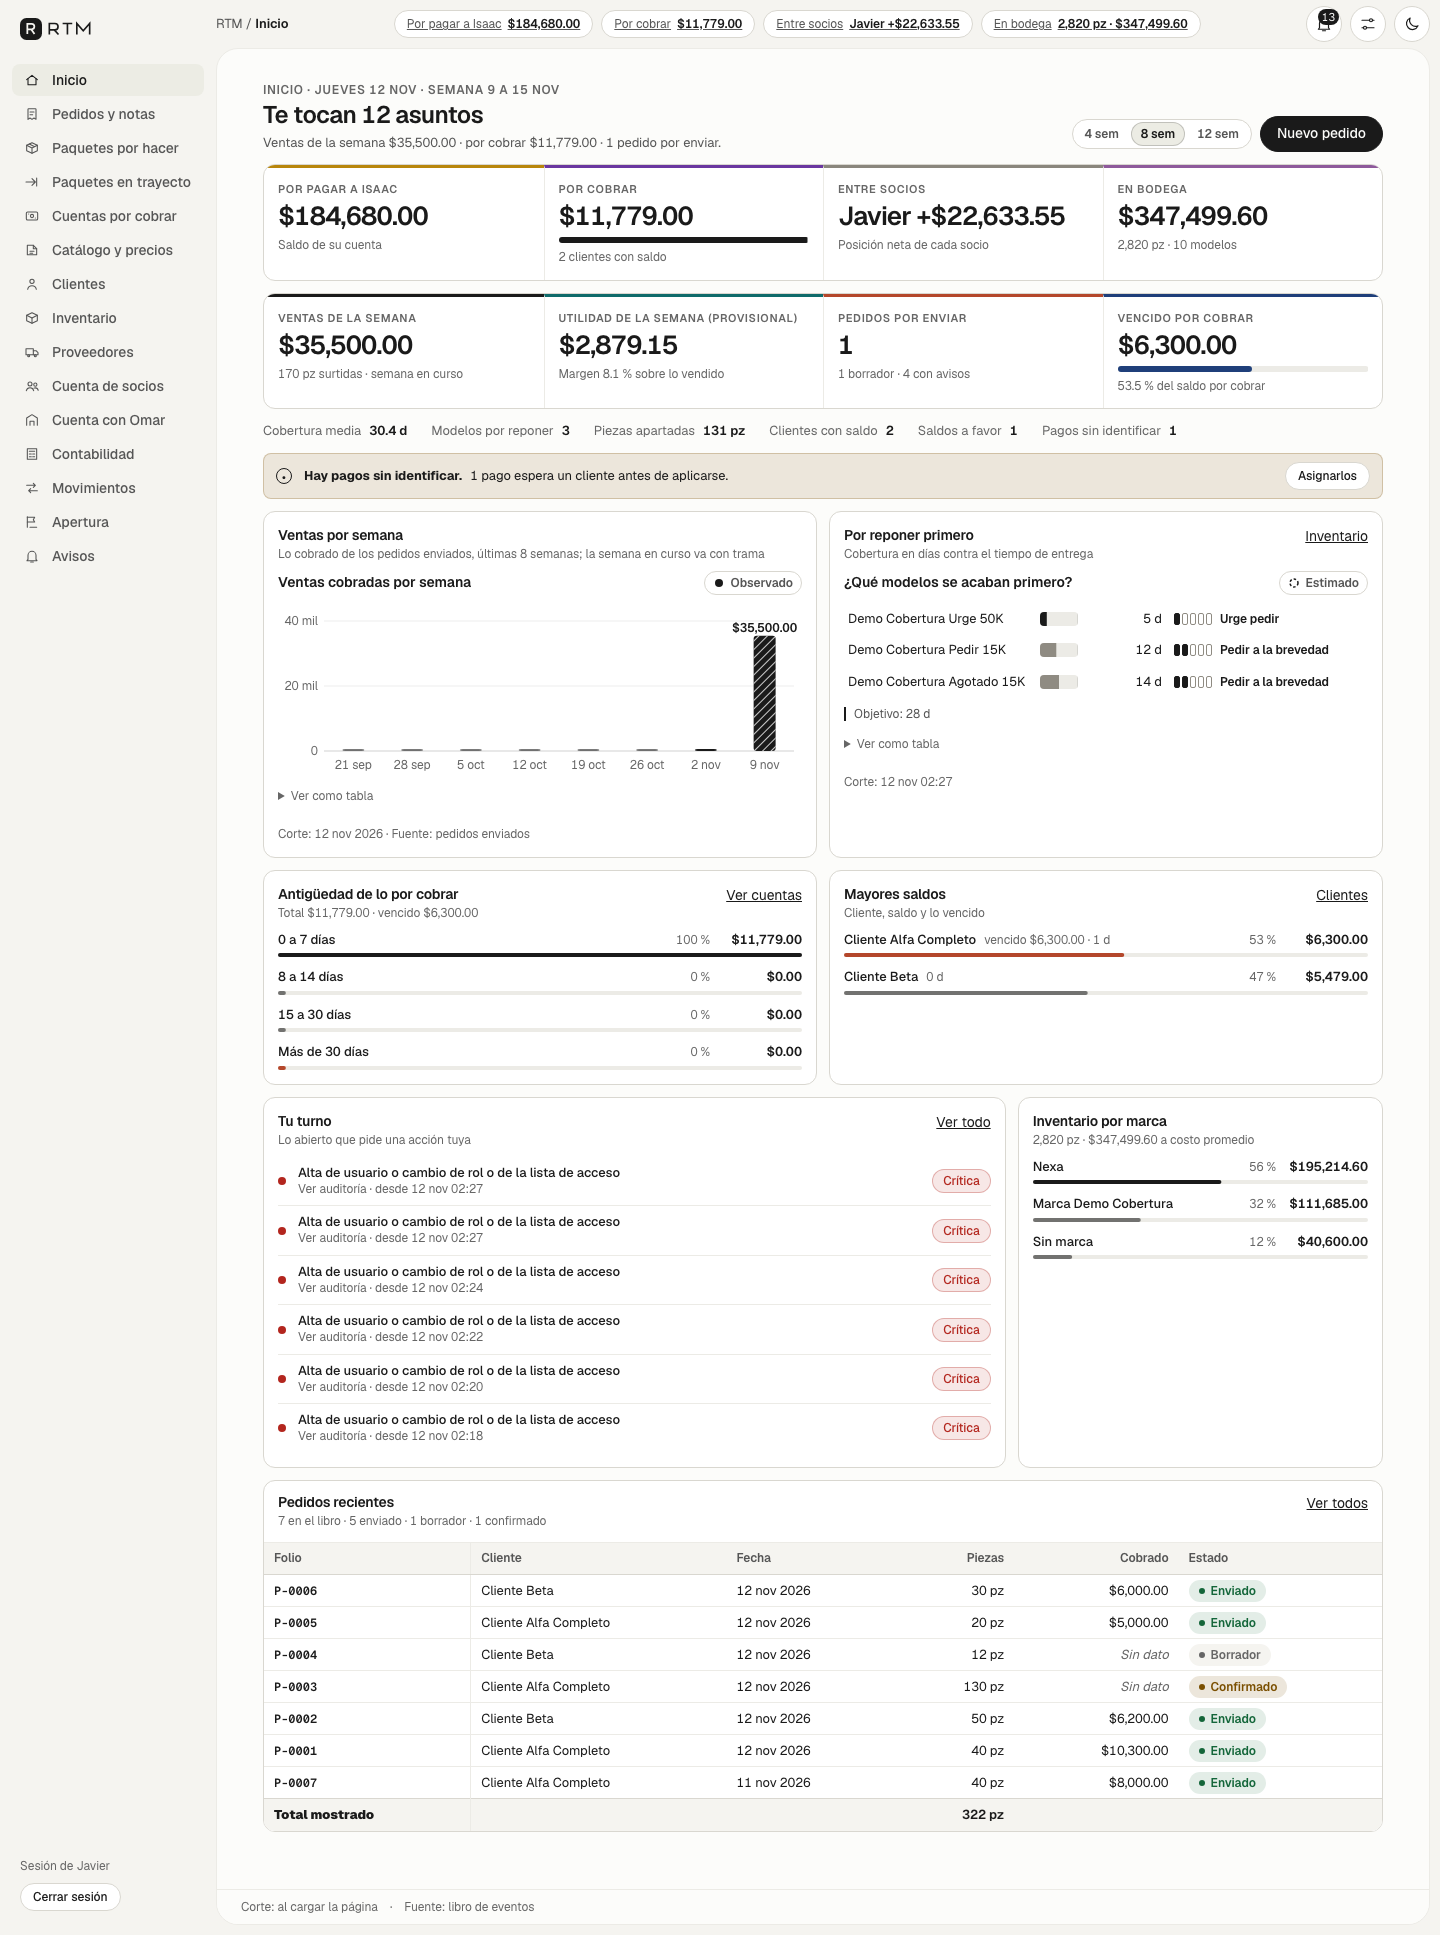 R RTM
RTM / Inicio
Por pagar a Isaac $184,680.00
Por cobrar $11,779.00
Entre socios Javier +$22,633.55
En bodega 2,820 pz · $347,499.60
13
Inicio
Pedidos y notas
Paquetes por hacer
Paquetes en trayecto
Cuentas por cobrar
Catálogo y precios
Clientes
Inventario
Proveedores
Cuenta de socios
Cuenta con Omar
Contabilidad
Movimientos
Apertura
Avisos
Sesión de Javier
Cerrar sesión
INICIO · JUEVES 12 NOV · SEMANA 9 A 15 NOV
Te tocan 12 asuntos
Ventas de la semana $35,500.00 · por cobrar $11,779.00 · 1 pedido por enviar.
4 sem 8 sem 12 sem
Nuevo pedido
POR PAGAR A ISAAC
$184,680.00
Saldo de su cuenta
POR COBRAR
$11,779.00
2 clientes con saldo
ENTRE SOCIOS
Javier +$22,633.55
Posición neta de cada socio
EN BODEGA
$347,499.60
2,820 pz · 10 modelos
VENTAS DE LA SEMANA
$35,500.00
170 pz surtidas · semana en curso
UTILIDAD DE LA SEMANA (PROVISIONAL)
$2,879.15
Margen 8.1 % sobre lo vendido
PEDIDOS POR ENVIAR
1
1 borrador · 4 con avisos
VENCIDO POR COBRAR
$6,300.00
53.5 % del saldo por cobrar
Cobertura media 30.4 d Modelos por reponer 3 Piezas apartadas 131 pz Clientes con saldo 2 Saldos a favor 1 Pagos sin identificar 1
Hay pagos sin identificar. 1 pago espera un cliente antes de aplicarse.
Asignarlos
Ventas por semana
Lo cobrado de los pedidos enviados, últimas 8 semanas; la semana en curso va con trama
Ventas cobradas por semana
Observado
40 mil
20 mil
0
$35,500.00
21 sep 28 sep 5 oct 12 oct 19 oct 26 oct 2 nov 9 nov
Ver como tabla
Corte: 12 nov 2026 · Fuente: pedidos enviados
Por reponer primero
Inventario
Cobertura en días contra el tiempo de entrega
¿Qué modelos se acaban primero?
Estimado
Demo Cobertura Urge 50K 5 d Urge pedir
Demo Cobertura Pedir 15K 12 d Pedir a la brevedad
Demo Cobertura Agotado 15K 14 d Pedir a la brevedad
Objetivo: 28 d
Ver como tabla
Corte: 12 nov 02:27
Antigüedad de lo por cobrar
Ver cuentas
Total $11,779.00 · vencido $6,300.00
0 a 7 días 100 % $11,779.00
8 a 14 días 0 % $0.00
15 a 30 días 0 % $0.00
Más de 30 días 0 % $0.00
Mayores saldos
Clientes
Cliente, saldo y lo vencido
Cliente Alfa Completo vencido $6,300.00 · 1 d 53 % $6,300.00
Cliente Beta 0 d 47 % $5,479.00
Tu turno
Ver todo
Lo abierto que pide una acción tuya
Alta de usuario o cambio de rol o de la lista de acceso
Ver auditoría · desde 12 nov 02:27
Crítica
Alta de usuario o cambio de rol o de la lista de acceso
Ver auditoría · desde 12 nov 02:27
Crítica
Alta de usuario o cambio de rol o de la lista de acceso
Ver auditoría · desde 12 nov 02:24
Crítica
Alta de usuario o cambio de rol o de la lista de acceso
Ver auditoría · desde 12 nov 02:22
Crítica
Alta de usuario o cambio de rol o de la lista de acceso
Ver auditoría · desde 12 nov 02:20
Crítica
Alta de usuario o cambio de rol o de la lista de acceso
Ver auditoría · desde 12 nov 02:18
Crítica
Inventario por marca
2,820 pz · $347,499.60 a costo promedio
Nexa 56 % $195,214.60
Marca Demo Cobertura 32 % $111,685.00
Sin marca 12 % $40,600.00
Pedidos recientes
Ver todos
7 en el libro · 5 enviado · 1 borrador · 1 confirmado
Folio Cliente Fecha Piezas Cobrado Estado
P-0006 Cliente Beta 12 nov 2026 30 pz $6,000.00 Enviado
P-0005 Cliente Alfa Completo 12 nov 2026 20 pz $5,000.00 Enviado
P-0004 Cliente Beta 12 nov 2026 12 pz Sin dato Borrador
P-0003 Cliente Alfa Completo 12 nov 2026 130 pz Sin dato Confirmado
P-0002 Cliente Beta 12 nov 2026 50 pz $6,200.00 Enviado
P-0001 Cliente Alfa Completo 12 nov 2026 40 pz $10,300.00 Enviado
P-0007 Cliente Alfa Completo 11 nov 2026 40 pz $8,000.00 Enviado
Total mostrado 322 pz
Corte: al cargar la página · Fuente: libro de eventos